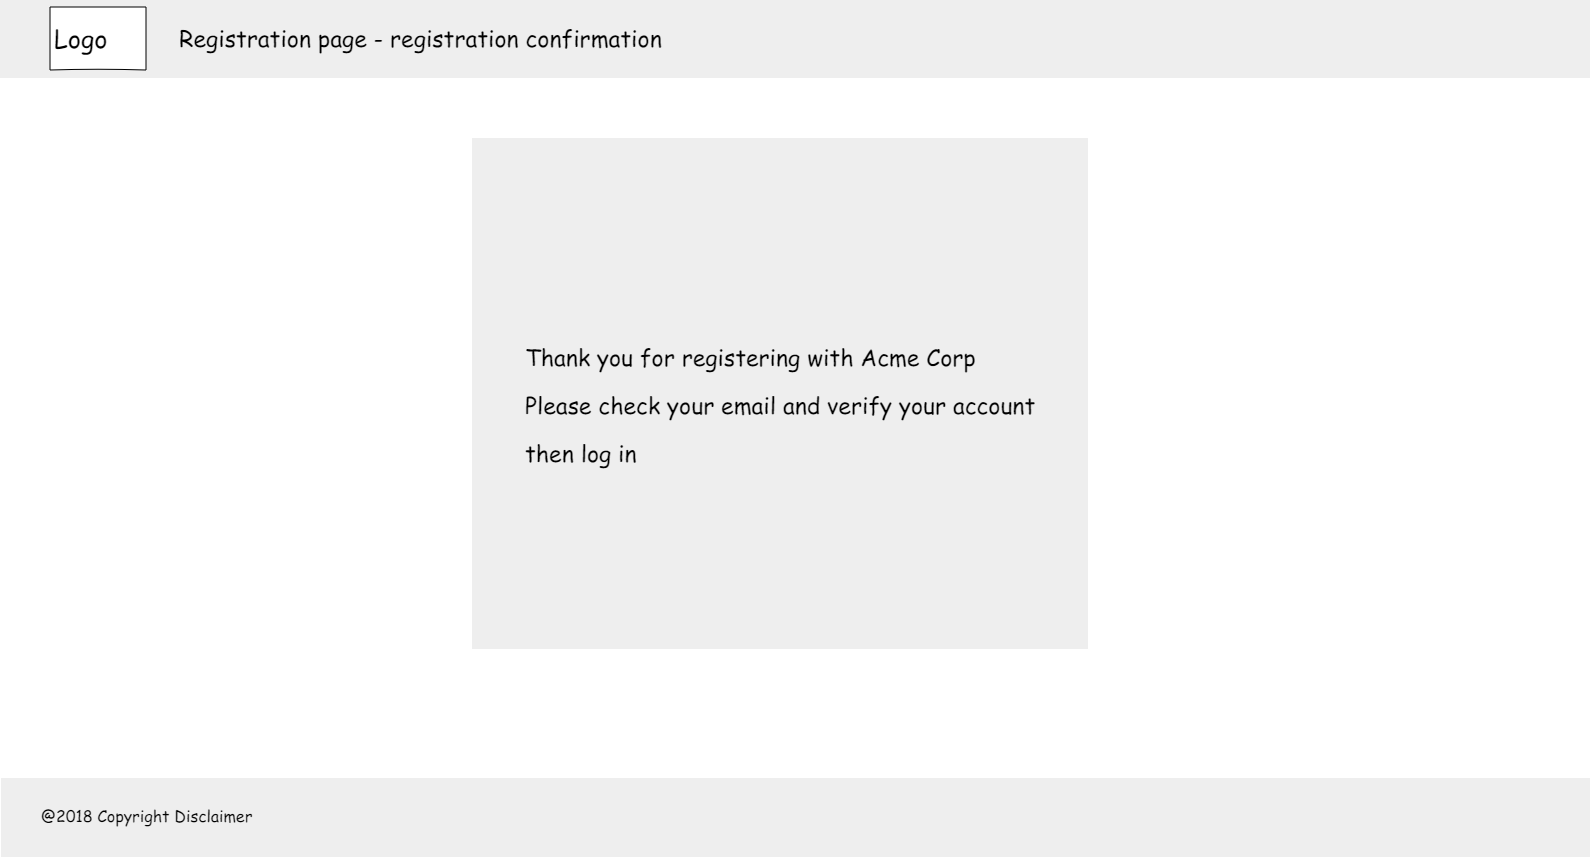 Logo
Registration page - registration confirmation
Thank you for registering with Acme Corp
Please check your email and verify your account
then log in
@2018 Copyright Disclaimer